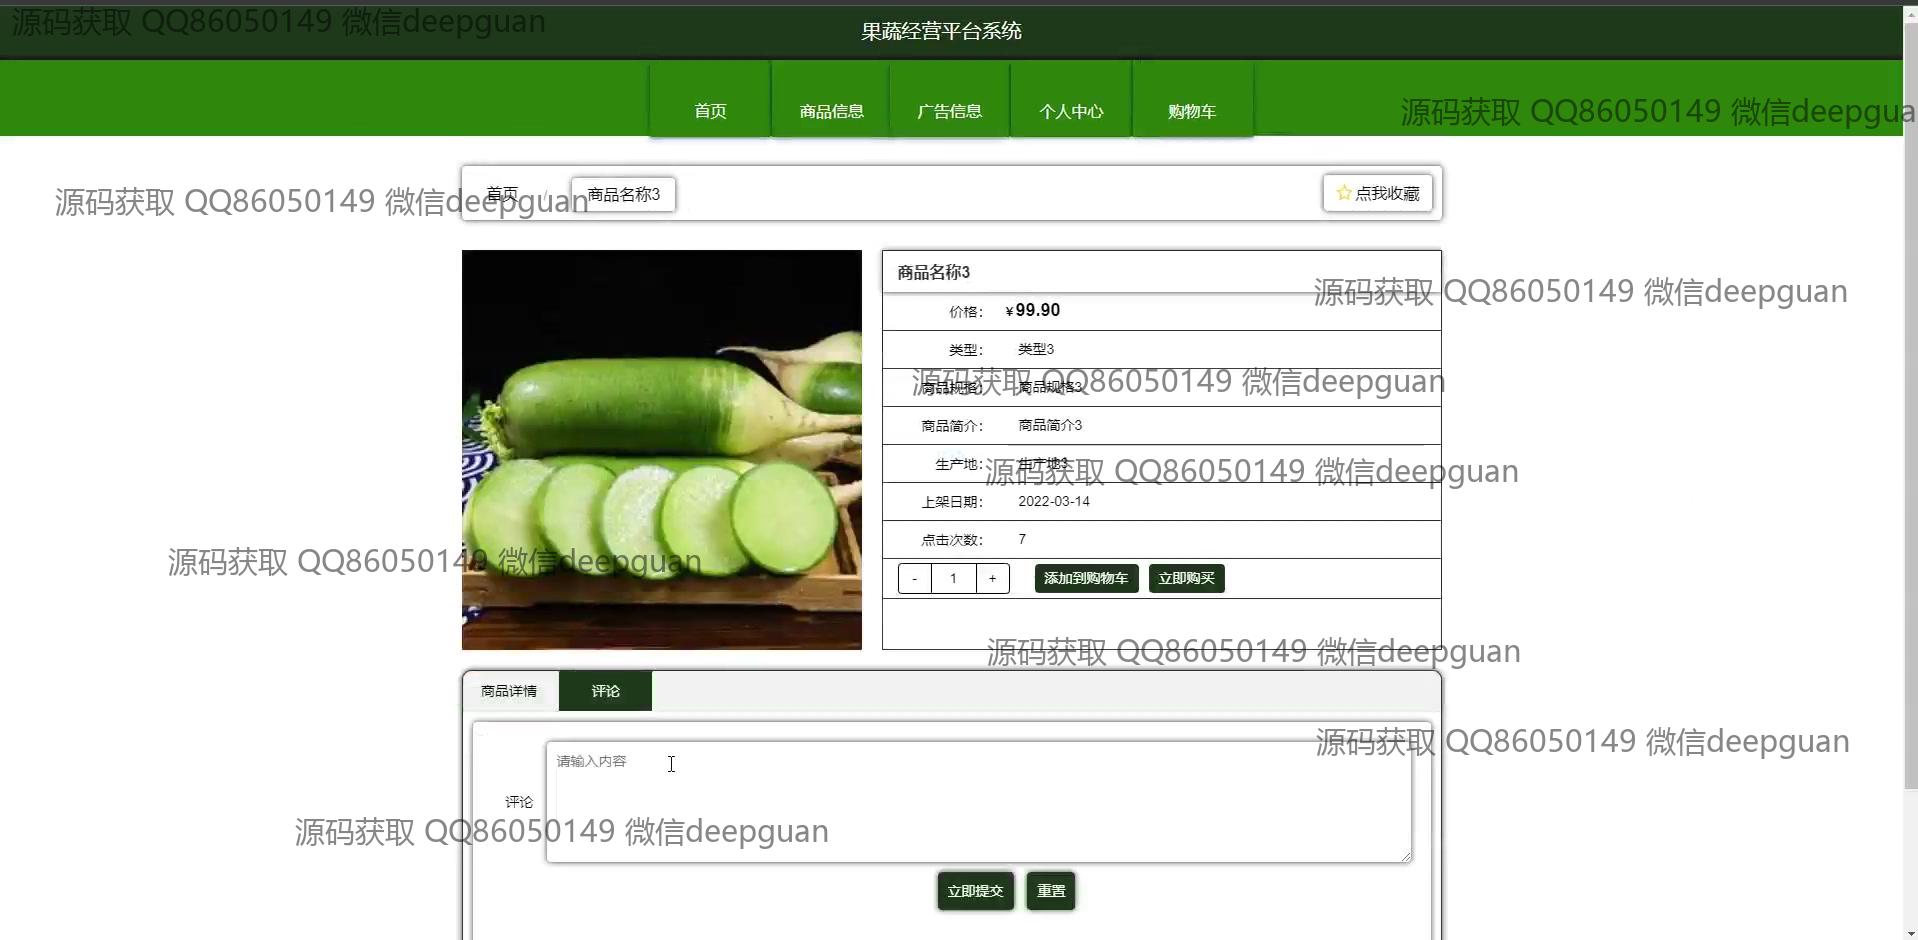 源码获取 QQ86050149 微信deepguan
果蔬经营平台系统
首页 商品信息 广告信息 个人中心 购物车
源码获取 QQ86050149 微信deepgua
源码获取 QQ86050149 微信deepguan
首页 / 商品名称3
点我收藏
商品名称3
源码获取 QQ86050149 微信deepguan
价格： ¥99.90
类型： 类型3
源码获取 QQ86050149 微信deepguan
商品规格： 商品规格3
商品简介： 商品简介3
生产地： 生产地3
源码获取 QQ86050149 微信deepguan
上架日期： 2022-03-14
点击次数： 7
源码获取 QQ86050149 微信deepguan
- 1 + 添加到购物车 立即购买
源码获取 QQ86050149 微信deepguan
商品详情 评论
源码获取 QQ86050149 微信deepguan
请输入内容
评论
源码获取 QQ86050149 微信deepguan
立即提交 重置